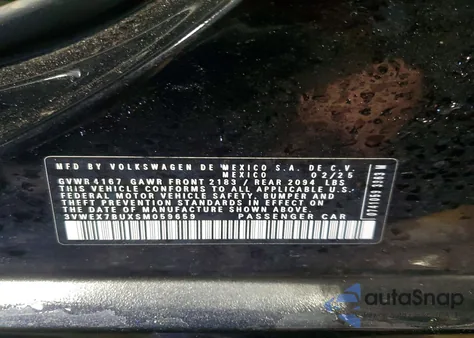 MFD BY VOLKSWAGEN DE MEXICO S.A. DE C.V.
MEXICO 02/25
GVWR 4167 GAWR FRONT 2183 / REAR 2094 LBS
THIS VEHICLE CONFORMS TO ALL APPLICABLE U.S.
FEDERAL MOTOR VEHICLE SAFETY, BUMPER AND
THEFT PREVENTION STANDARDS IN EFFECT ON
THE DATE OF MANUFACTURE SHOWN ABOVE.
3VWEX7BUXSM059659 PASSENGER CAR
autoSnap